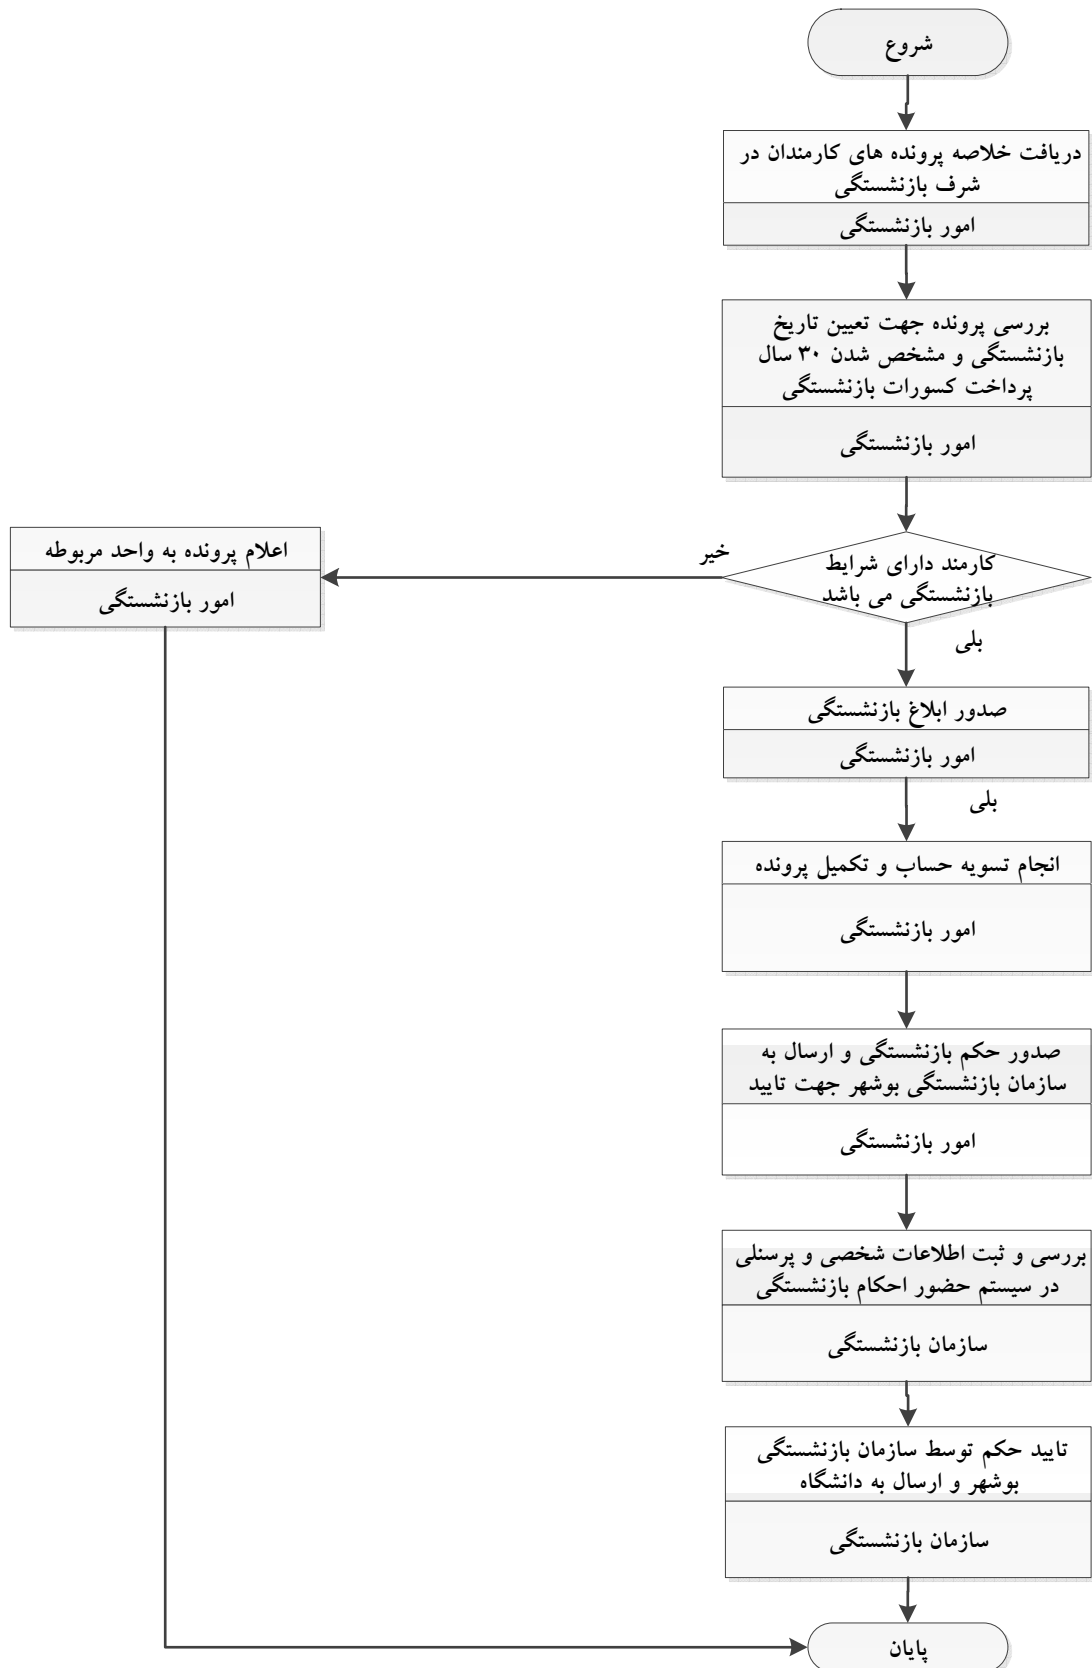 شروع
دریافت خلاصه پرونده های کارمندان در
شرف بازنشستگی
امور بازنشستگی
بررسی پرونده جهت تعیین تاریخ
بازنشستگی و مشخص شدن ۳۰ سال
پرداخت کسورات بازنشستگی
امور بازنشستگی
کارمند دارای شرایط
بازنشستگی می باشد
خیر
اعلام پرونده به واحد مربوطه
امور بازنشستگی
بلی
صدور ابلاغ بازنشستگی
امور بازنشستگی
بلی
انجام تسویه حساب و تکمیل پرونده
امور بازنشستگی
صدور حکم بازنشستگی و ارسال به
سازمان بازنشستگی بوشهر جهت تایید
امور بازنشستگی
بررسی و ثبت اطلاعات شخصی و پرسنلی
در سیستم حضور احکام بازنشستگی
سازمان بازنشستگی
تایید حکم توسط سازمان بازنشستگی
بوشهر و ارسال به دانشگاه
سازمان بازنشستگی
پایان